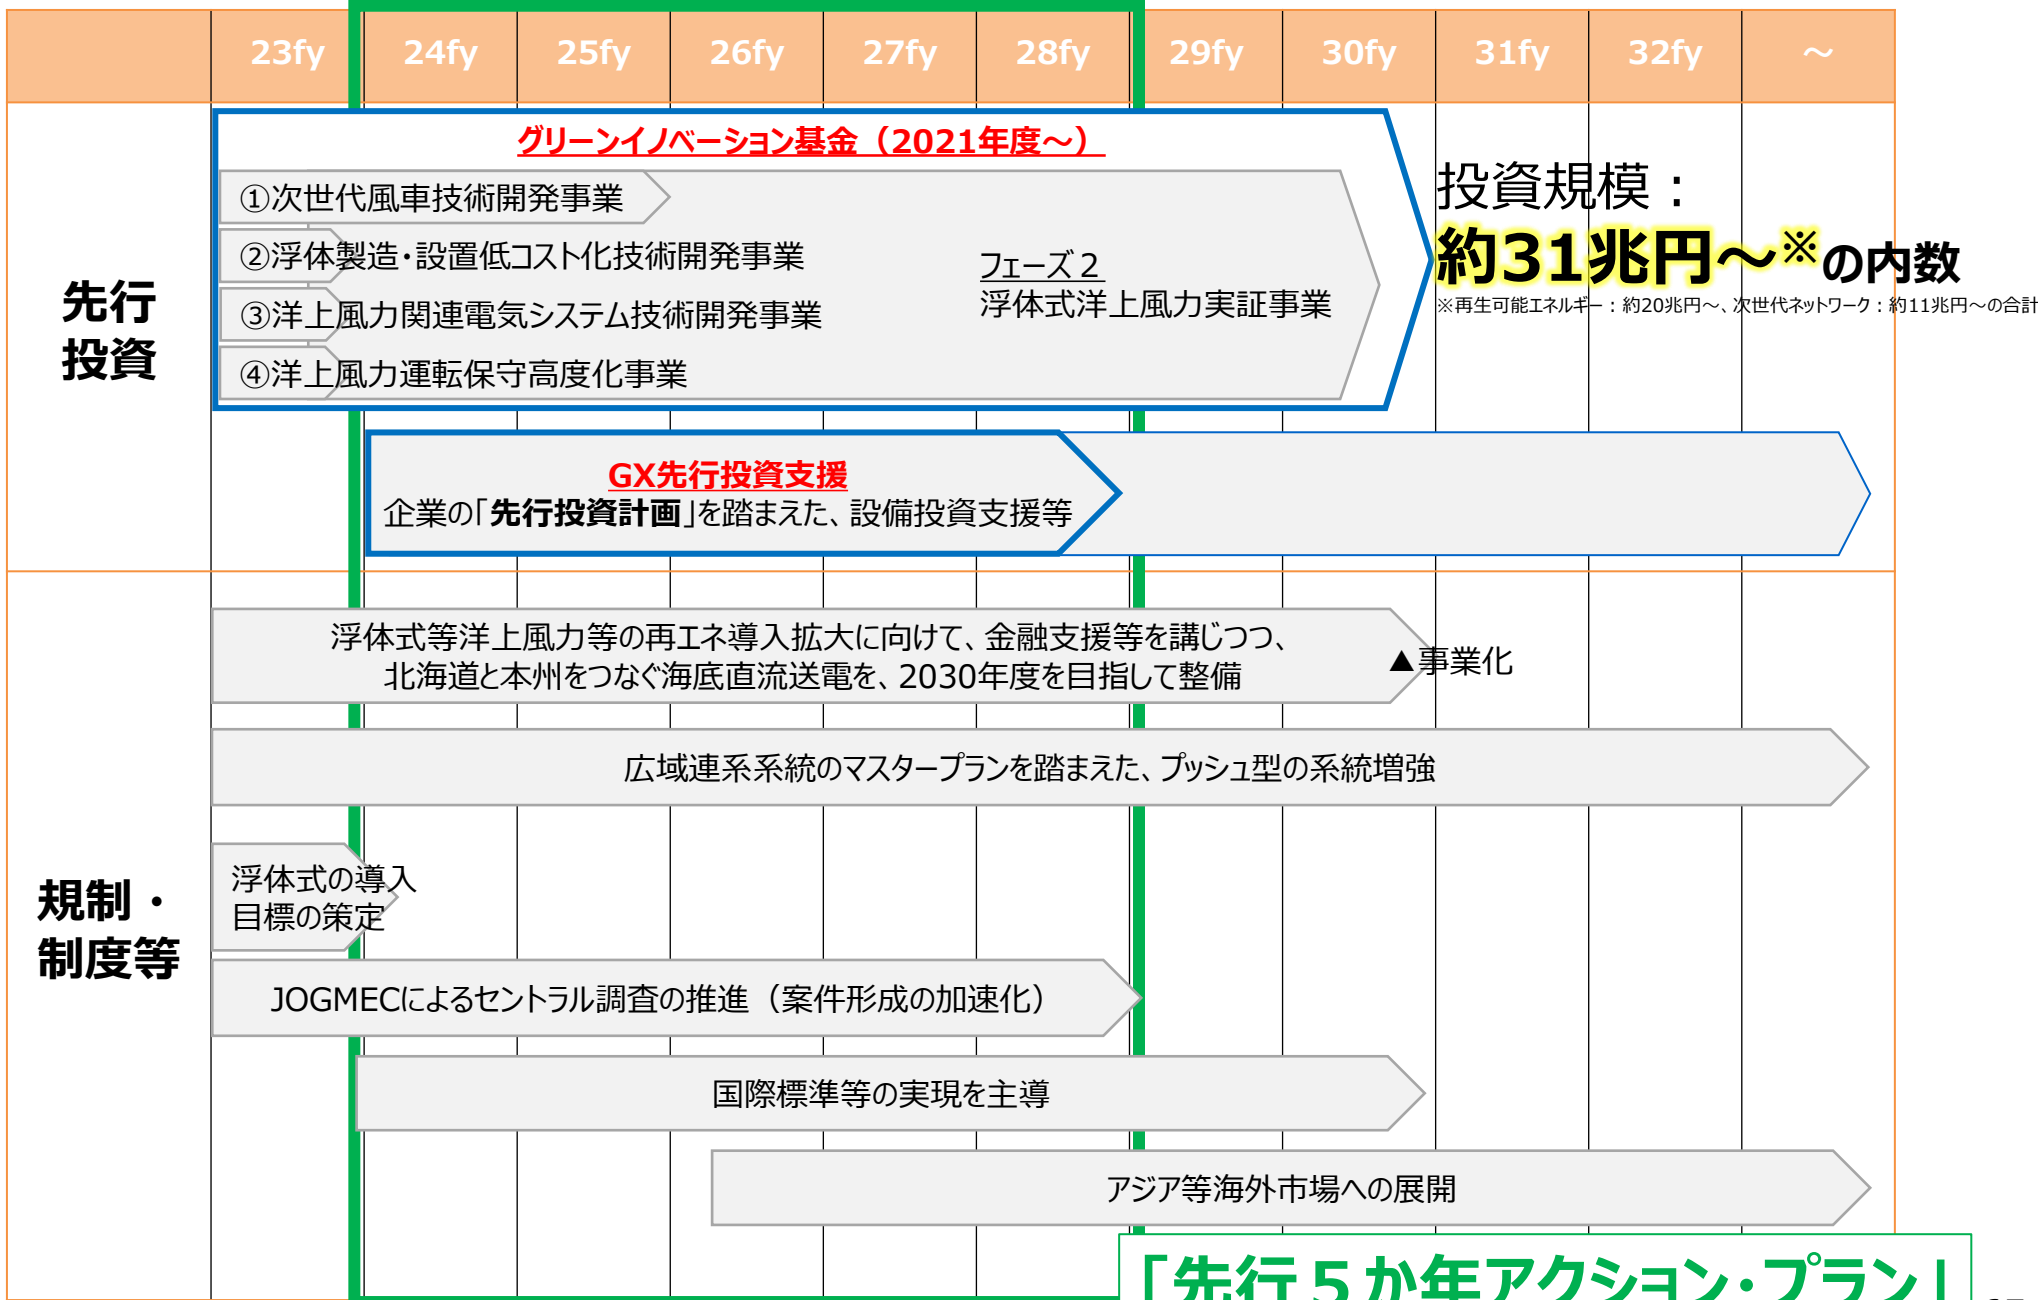 23fy 24fy 25fy 26fy 27fy 28fy 29fy 30fy 31fy 32fy ～
先行
投資
グリーンイノベーション基金（2021年度～）
①次世代風車技術開発事業
②浮体製造・設置低コスト化技術開発事業
③洋上風力関連電気システム技術開発事業
④洋上風力運転保守高度化事業
フェーズ２
浮体式洋上風力実証事業
投資規模：
約31兆円～※の内数
※再生可能エネルギー：約20兆円～、次世代ネットワーク：約11兆円～の合計
GX先行投資支援
企業の「先行投資計画」を踏まえた、設備投資支援等
規制・
制度等
浮体式等洋上風力等の再エネ導入拡大に向けて、金融支援等を講じつつ、
北海道と本州をつなぐ海底直流送電を、2030年度を目指して整備
▲事業化
広域連系系統のマスタープランを踏まえた、プッシュ型の系統増強
浮体式の導入
目標の策定
JOGMECによるセントラル調査の推進（案件形成の加速化）
国際標準等の実現を主導
アジア等海外市場への展開
「先行５か年アクション・プラン」